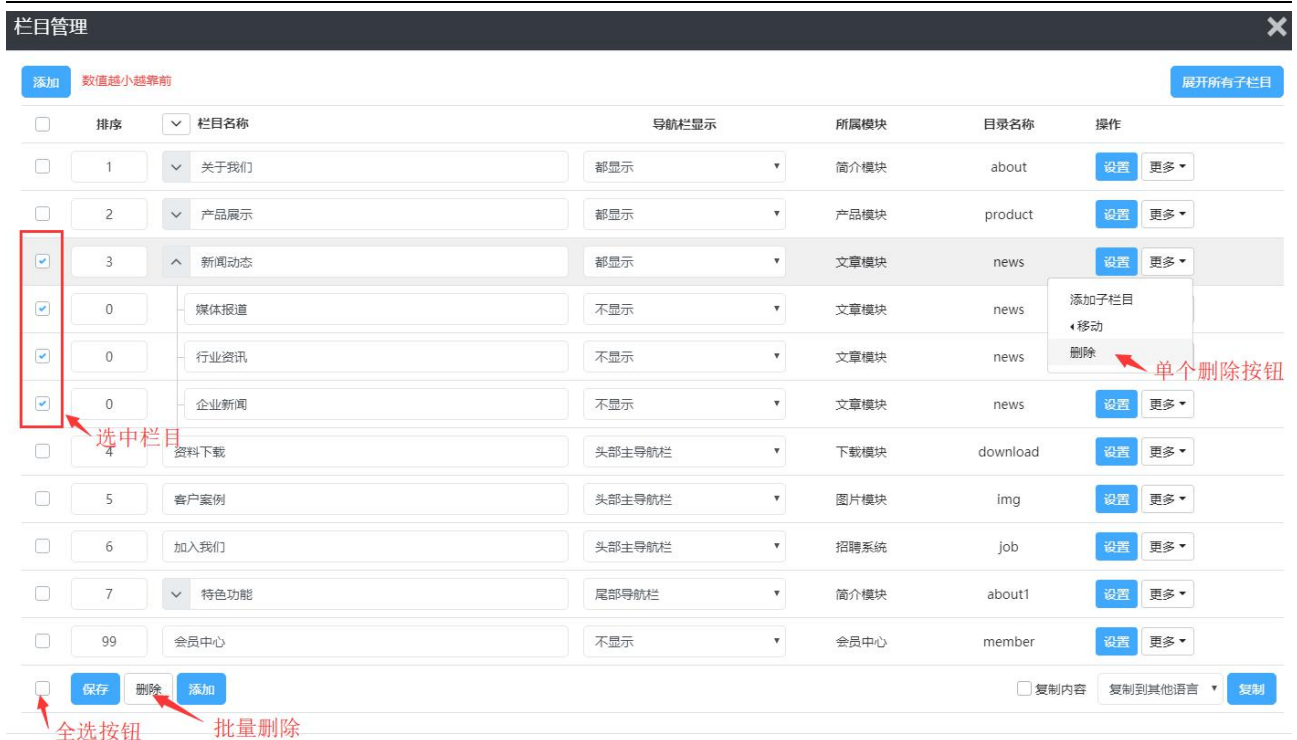 栏目管理
添加 数值越小越靠前 展开所有子栏目
排序 栏目名称 导航栏显示 所属模块 目录名称 操作
1 关于我们 都显示 简介模块 about 设置 更多
2 产品展示 都显示 产品模块 product 设置 更多
3 新闻动态 都显示 文章模块 news 设置 更多
添加子栏目
0 媒体报道 不显示 文章模块 news
移动
删除
0 行业资讯 不显示 文章模块 news
单个删除按钮
0 企业新闻 不显示 文章模块 news 设置 更多
选中栏目
4 资料下载 头部主导航栏 下载模块 download 设置 更多
5 客户案例 头部主导航栏 图片模块 img 设置 更多
6 加入我们 头部主导航栏 招聘系统 job 设置 更多
7 特色功能 尾部导航栏 简介模块 about1 设置 更多
99 会员中心 不显示 会员中心 member 设置 更多
保存 删除 添加 复制内容 复制到其他语言 复制
全选按钮 批量删除